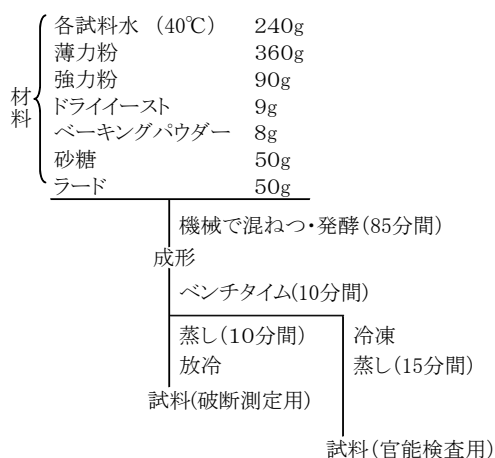 材料
各試料水 (40℃) 240g
薄力粉 360g
強力粉 90g
ドライイースト 9g
ベーキングパウダー 8g
砂糖 50g
ラード 50g
機械で混ねつ・発酵(85分間)
成形
ベンチタイム(10分間)
蒸し(10分間)
放冷
試料(破断測定用)
冷凍
蒸し(15分間)
試料(官能検査用)